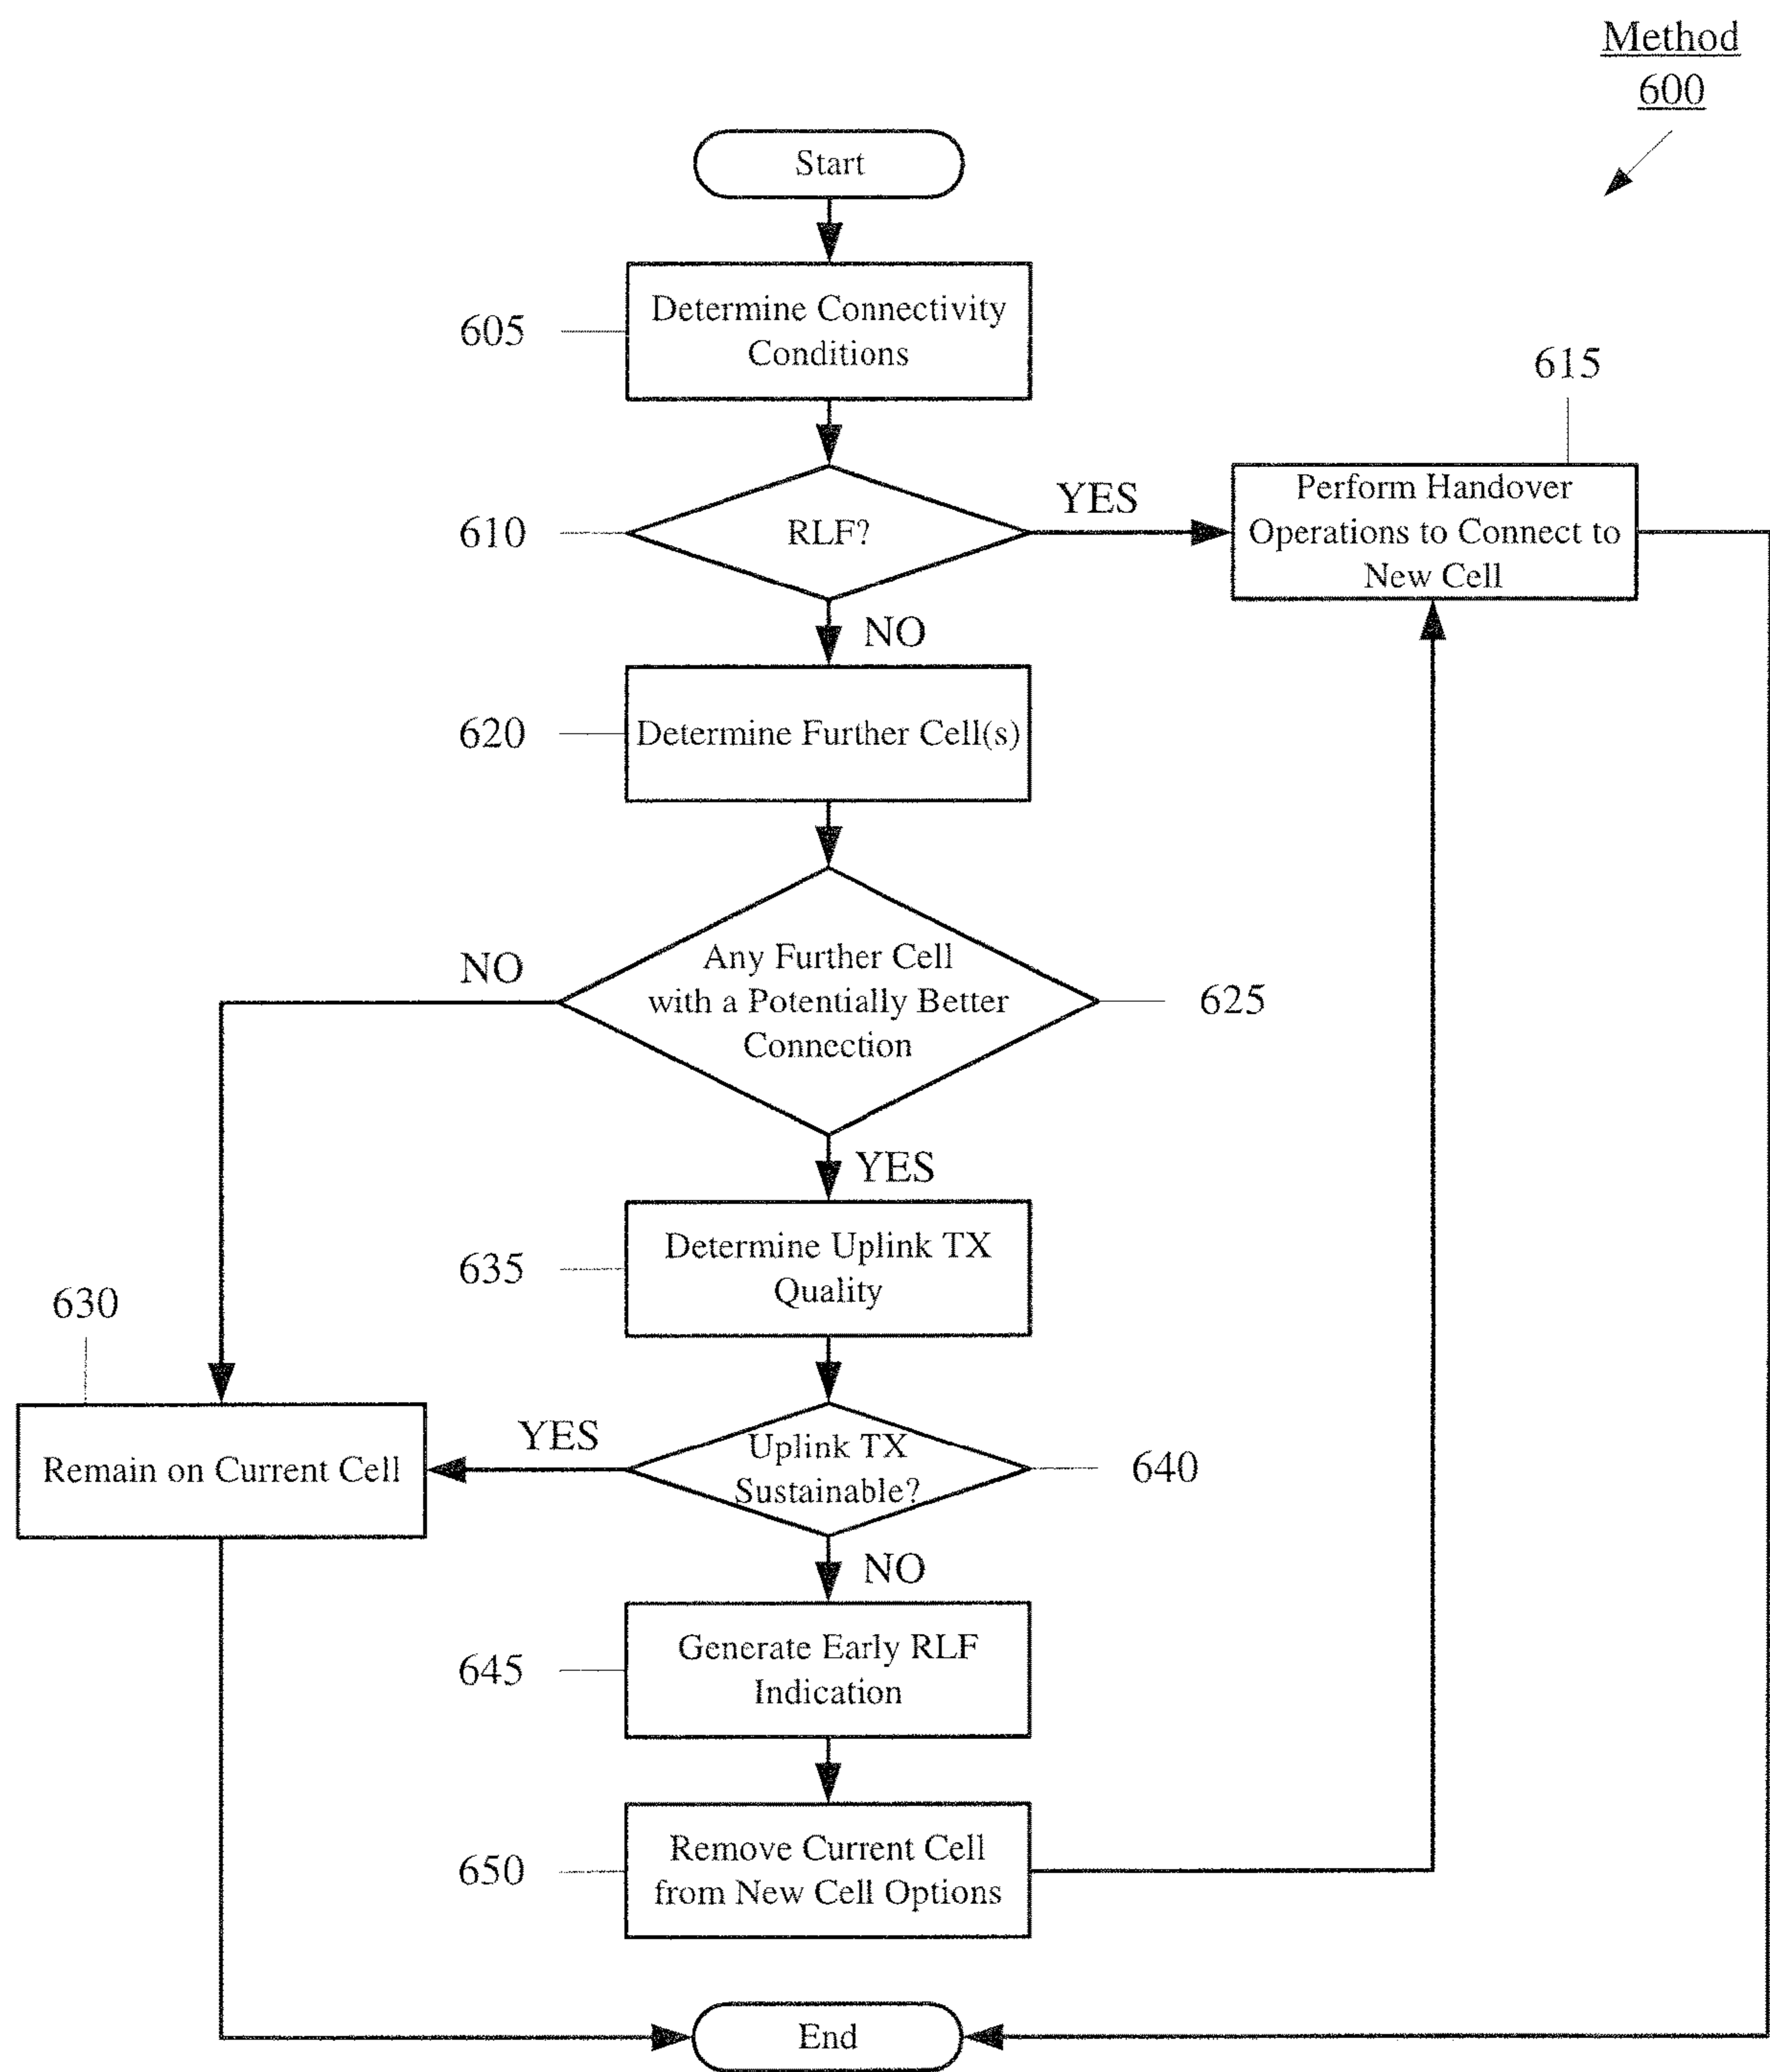 Method
600
Start
Determine Connectivity
Conditions
605
615
RLF?
610
YES
Perform Handover
Operations to Connect to
New Cell
NO
Determine Further Cell(s)
620
Any Further Cell
with a Potentially Better
Connection
NO
625
YES
Determine Uplink TX
Quality
635
630
Remain on Current Cell
YES
Uplink TX
Sustainable?
640
NO
Generate Early RLF
Indication
645
Remove Current Cell
from New Cell Options
650
End